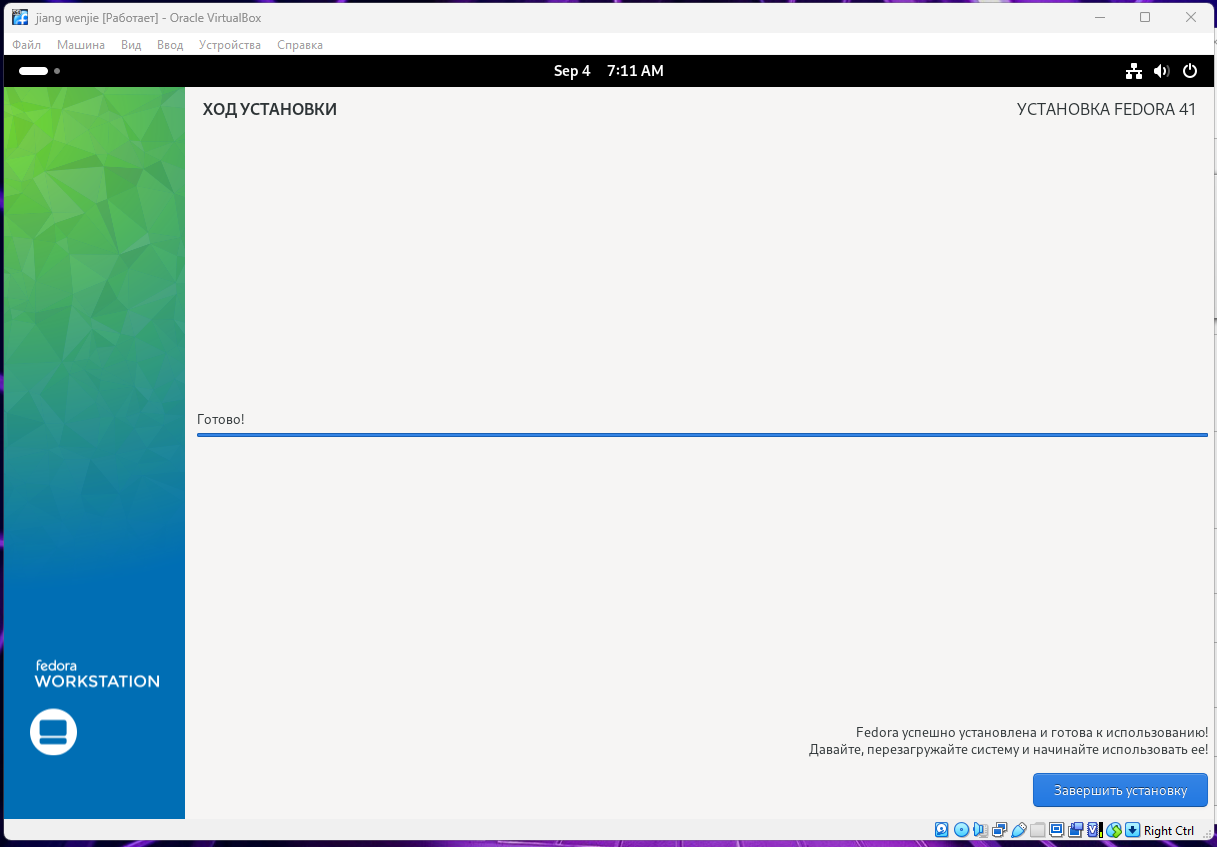 jiang wenjie [Работает] - Oracle VirtualBox
Файл Машина Вид Ввод Устройства Справка
Sep 4 7:11 AM
ХОД УСТАНОВКИ
УСТАНОВКА FEDORA 41
Готово!
fedora
WORKSTATION
Fedora успешно установлена и готова к использованию!
Давайте, перезагружайте систему и начинайте использовать ее!
Завершить установку
Right Ctrl